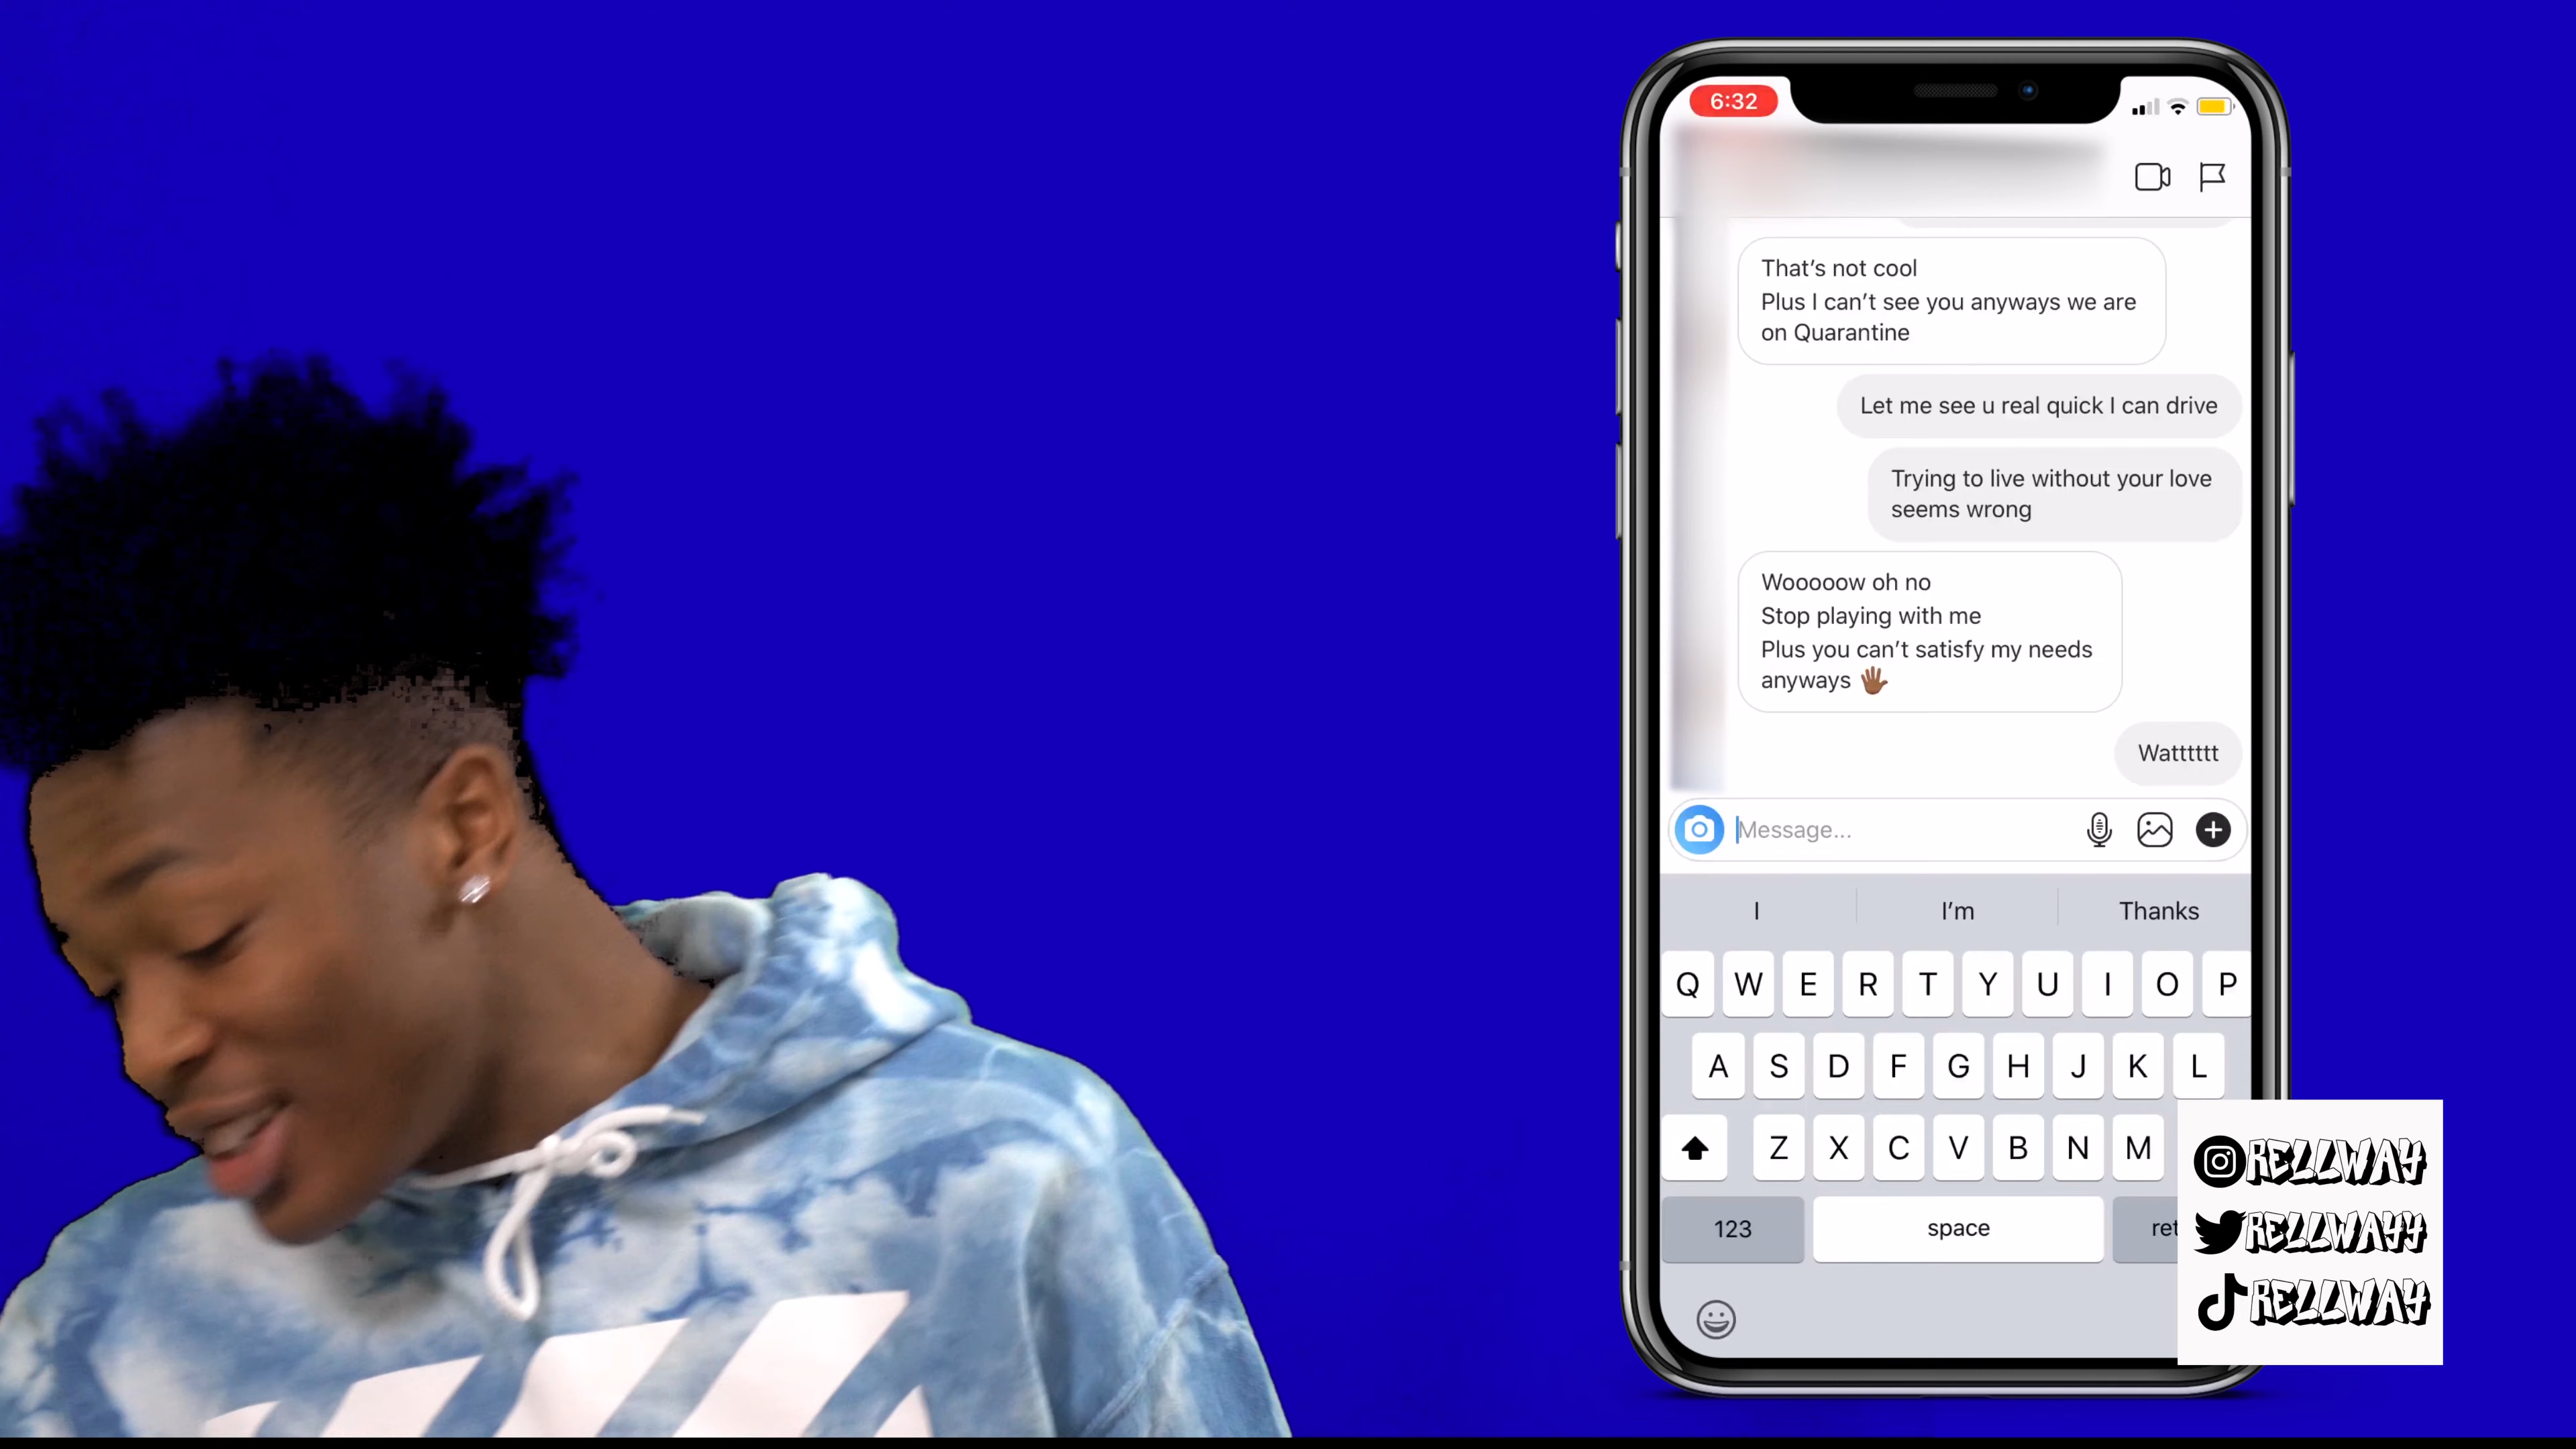 6:32
That's not cool
Plus I can't see you anyways we are
on Quarantine
Let me see u real quick I can drive
Trying to live without your love
seems wrong
Wooooow oh no
Stop playing with me
Plus you can't satisfy my needs
anyways 🖐🏾
Watttttt
Message...
I I'm Thanks
Q W E R T Y U I O P
A S D F G H J K L
Z X C V B N M
123 space ret
RELLWAY
RELLWAYY
RELLWAY